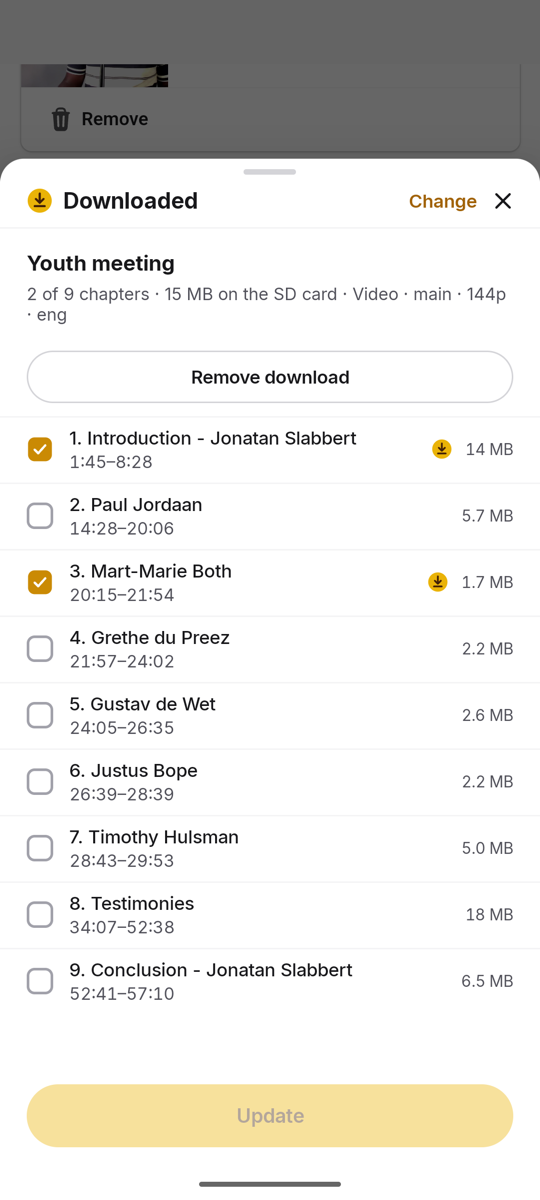 Remove
Downloaded
Change
Youth meeting
2 of 9 chapters · 15 MB on the SD card · Video · main · 144p
· eng
Remove download
1. Introduction - Jonatan Slabbert
1:45–8:28
14 MB
2. Paul Jordaan
14:28–20:06
5.7 MB
3. Mart-Marie Both
20:15–21:54
1.7 MB
4. Grethe du Preez
21:57–24:02
2.2 MB
5. Gustav de Wet
24:05–26:35
2.6 MB
6. Justus Bope
26:39–28:39
2.2 MB
7. Timothy Hulsman
28:43–29:53
5.0 MB
8. Testimonies
34:07–52:38
18 MB
9. Conclusion - Jonatan Slabbert
52:41–57:10
6.5 MB
Update